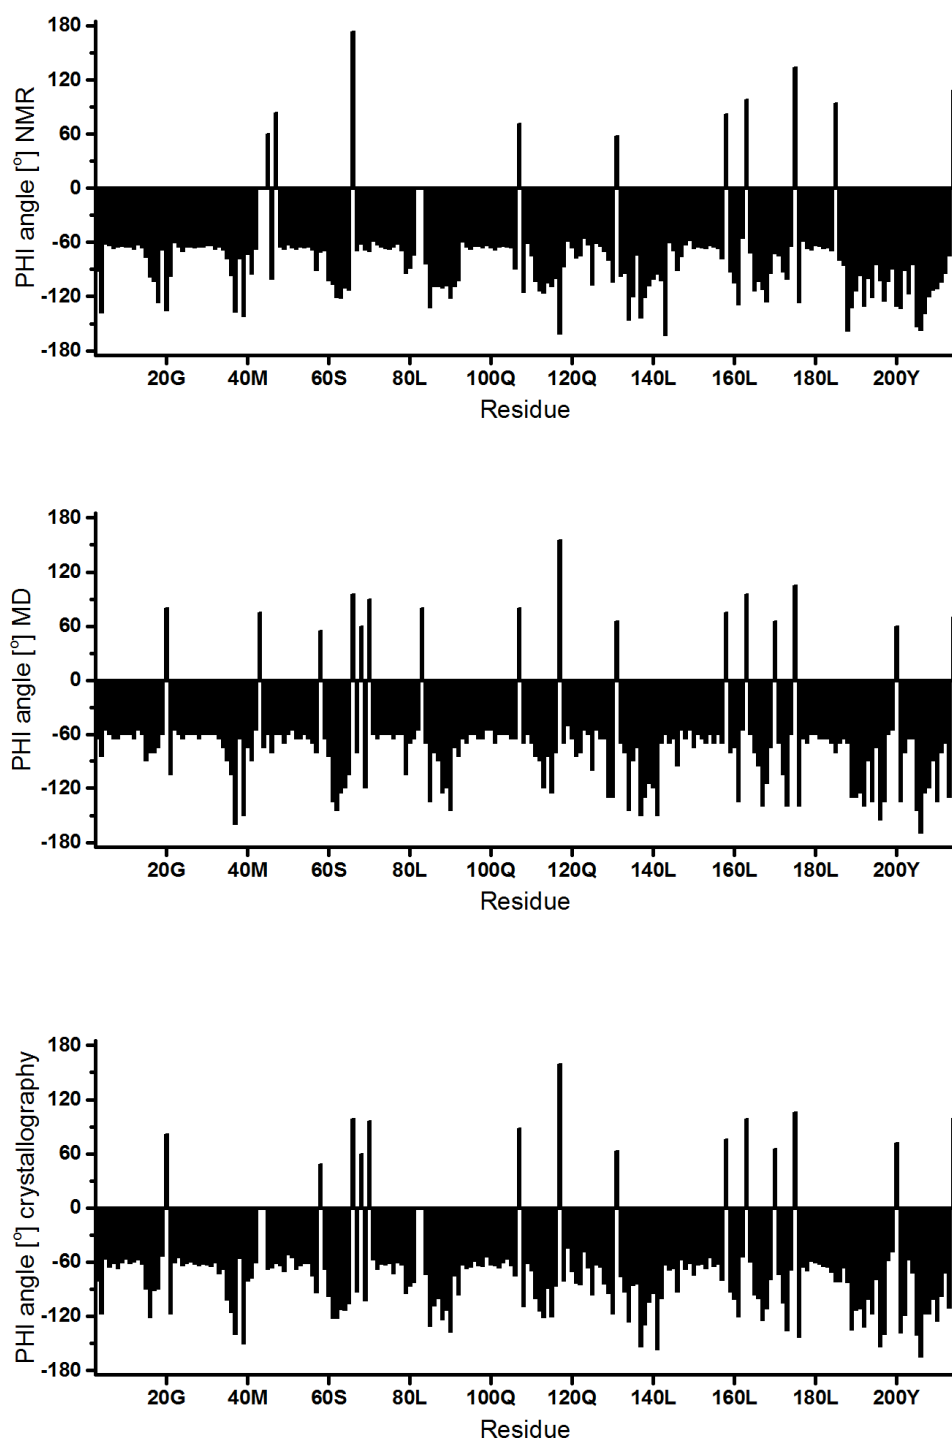 PHI angle [°] NMR
180
120
60
0
-60
-120
-180
20G 40M 60S 80L 100Q 120Q 140L 160L 180L 200Y
Residue
PHI angle [°] MD
180
120
60
0
-60
-120
-180
20G 40M 60S 80L 100Q 120Q 140L 160L 180L 200Y
Residue
PHI angle [°] crystallography
180
120
60
0
-60
-120
-180
20G 40M 60S 80L 100Q 120Q 140L 160L 180L 200Y
Residue